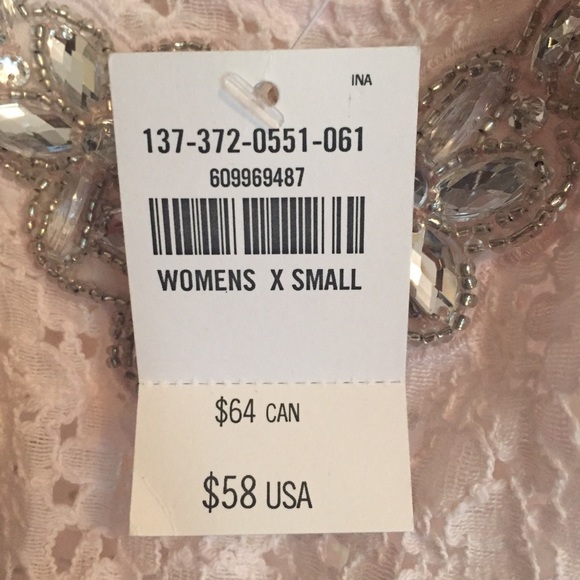 INA
137-372-0551-061
609969487
WOMENS X SMALL
$64 CAN
$58 USA